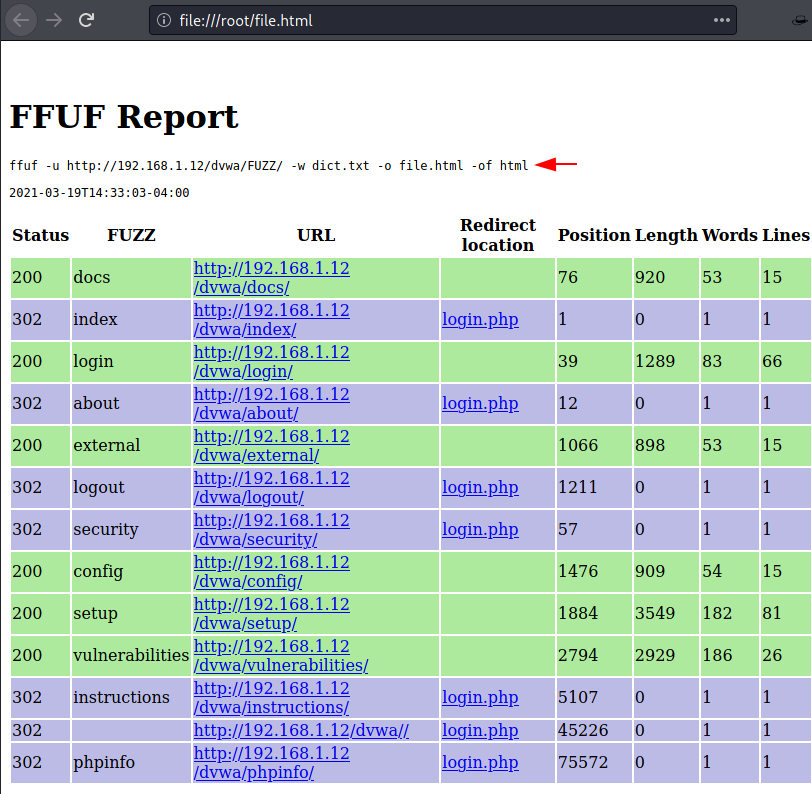 file:///root/file.html
FFUF Report
ffuf -u http://192.168.1.12/dvwa/FUZZ/ -w dict.txt -o file.html -of html
2021-03-19T14:33:03-04:00
Status FUZZ URL Redirect location Position Length Words Lines
200 docs http://192.168.1.12/dvwa/docs/ 76 920 53 15
302 index http://192.168.1.12/dvwa/index/ login.php 1 0 1 1
200 login http://192.168.1.12/dvwa/login/ 39 1289 83 66
302 about http://192.168.1.12/dvwa/about/ login.php 12 0 1 1
200 external http://192.168.1.12/dvwa/external/ 1066 898 53 15
302 logout http://192.168.1.12/dvwa/logout/ login.php 1211 0 1 1
302 security http://192.168.1.12/dvwa/security/ login.php 57 0 1 1
200 config http://192.168.1.12/dvwa/config/ 1476 909 54 15
200 setup http://192.168.1.12/dvwa/setup/ 1884 3549 182 81
200 vulnerabilities http://192.168.1.12/dvwa/vulnerabilities/ 2794 2929 186 26
302 instructions http://192.168.1.12/dvwa/instructions/ login.php 5107 0 1 1
302 http://192.168.1.12/dvwa// login.php 45226 0 1 1
302 phpinfo http://192.168.1.12/dvwa/phpinfo/ login.php 75572 0 1 1